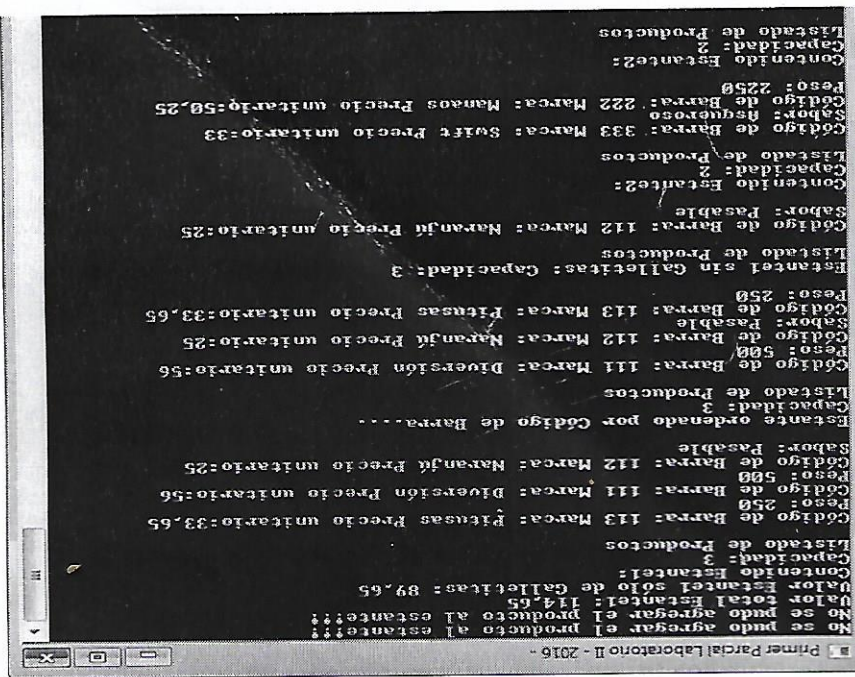 Primer Parcial Laboratorio II - 2016 -
No se pudo agregar el producto al estante!!!
No se pudo agregar el producto al estante!!!
Valor total Estante1: 114,65
Valor Estante1 sólo de Galletitas: 89,65
Contenido Estante1:
Capacidad: 3
Listado de Productos
Código de Barra: 113 Marca: Pitusas Precio unitario:33,65
Peso: 250
Código de Barra: 111 Marca: Diversión Precio unitario:56
Peso: 500
Código de Barra: 112 Marca: Naranjú Precio unitario:25
Sabor: Pasable
Estante ordenado por Código de Barra....
Capacidad: 3
Listado de Productos
Código de Barra: 111 Marca: Diversión Precio unitario:56
Peso: 500
Código de Barra: 112 Marca: Naranjú Precio unitario:25
Sabor: Pasable
Código de Barra: 113 Marca: Pitusas Precio unitario:33,65
Peso: 250
Estante1 sin Galletitas: Capacidad: 3
Listado de Productos
Código de Barra: 112 Marca: Naranjú Precio unitario:25
Sabor: Pasable
Contenido Estante2:
Capacidad: 2
Listado de Productos
Código de Barra: 333 Marca: Swift Precio unitario:33
Sabor: Asqueroso
Código de Barra: 222 Marca: Manaos Precio unitario:50,25
Peso: 2250
Contenido Estante2:
Capacidad: 2
Listado de Productos